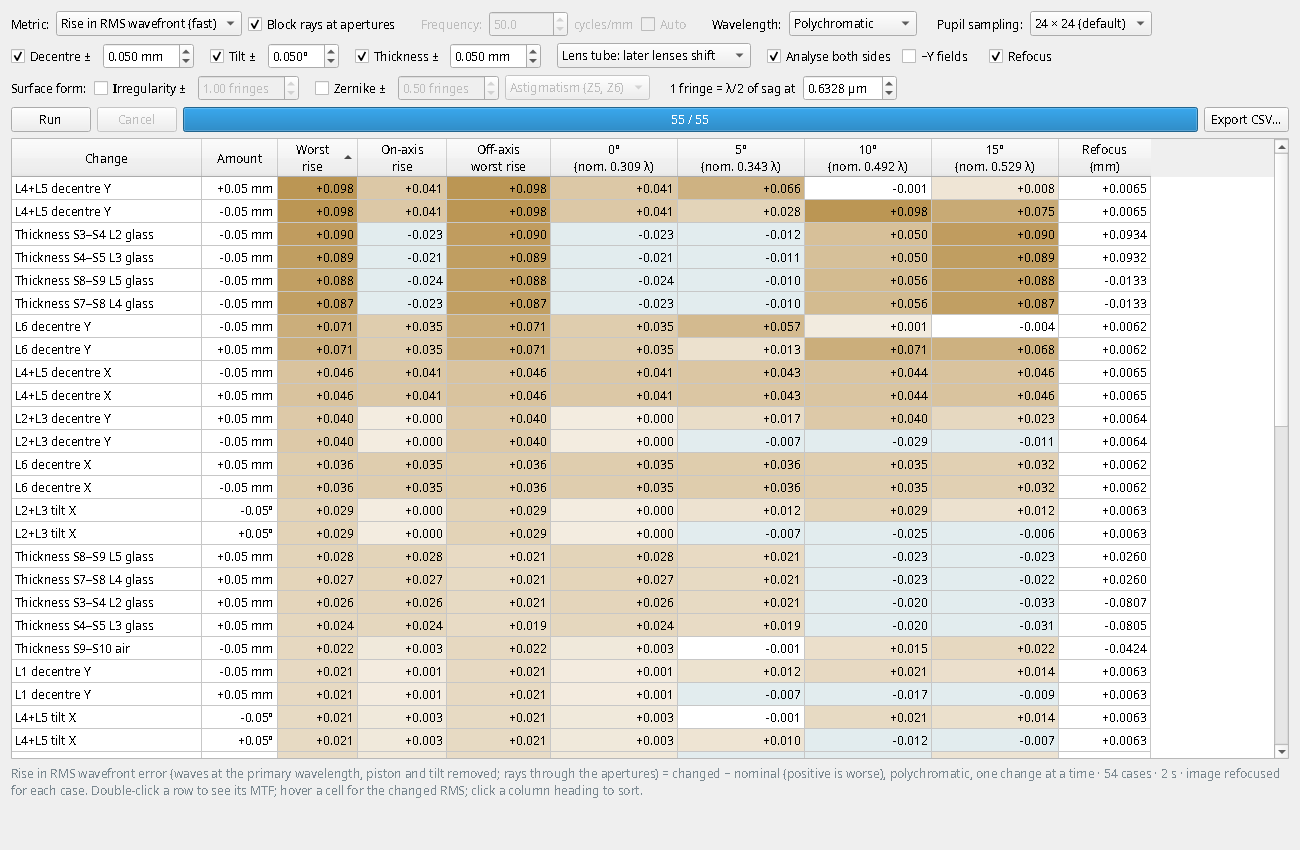 Metric: Rise in RMS wavefront (fast) Block rays at apertures Frequency: 50.0 cycles/mm Auto Wavelength: Polychromatic Pupil sampling: 24 × 24 (default)
Decentre ± 0.050 mm Tilt ± 0.050° Thickness ± 0.050 mm Lens tube: later lenses shift Analyse both sides −Y fields Refocus
Surface form: Irregularity ± 1.00 fringes Zernike ± 0.50 fringes Astigmatism (Z5, Z6) 1 fringe = λ/2 of sag at 0.6328 µm
Run Cancel 55 / 55 Export CSV...
Change Amount Worst rise On-axis rise Off-axis worst rise 0° (nom. 0.309 λ) 5° (nom. 0.343 λ) 10° (nom. 0.492 λ) 15° (nom. 0.529 λ) Refocus (mm)
L4+L5 decentre Y +0.05 mm +0.098 +0.041 +0.098 +0.041 +0.066 -0.001 +0.008 +0.0065
L4+L5 decentre Y -0.05 mm +0.098 +0.041 +0.098 +0.041 +0.028 +0.098 +0.075 +0.0065
Thickness S3–S4 L2 glass -0.05 mm +0.090 -0.023 +0.090 -0.023 -0.012 +0.050 +0.090 +0.0934
Thickness S4–S5 L3 glass -0.05 mm +0.089 -0.021 +0.089 -0.021 -0.011 +0.050 +0.089 +0.0932
Thickness S8–S9 L5 glass -0.05 mm +0.088 -0.024 +0.088 -0.024 -0.010 +0.056 +0.088 -0.0133
Thickness S7–S8 L4 glass -0.05 mm +0.087 -0.023 +0.087 -0.023 -0.010 +0.056 +0.087 -0.0133
L6 decentre Y -0.05 mm +0.071 +0.035 +0.071 +0.035 +0.057 +0.001 -0.004 +0.0062
L6 decentre Y +0.05 mm +0.071 +0.035 +0.071 +0.035 +0.013 +0.071 +0.068 +0.0062
L4+L5 decentre X -0.05 mm +0.046 +0.041 +0.046 +0.041 +0.043 +0.044 +0.046 +0.0065
L4+L5 decentre X +0.05 mm +0.046 +0.041 +0.046 +0.041 +0.043 +0.044 +0.046 +0.0065
L2+L3 decentre Y +0.05 mm +0.040 +0.000 +0.040 +0.000 +0.017 +0.040 +0.023 +0.0064
L2+L3 decentre Y -0.05 mm +0.040 +0.000 +0.040 +0.000 -0.007 -0.029 -0.011 +0.0064
L6 decentre X +0.05 mm +0.036 +0.035 +0.036 +0.035 +0.036 +0.035 +0.032 +0.0062
L6 decentre X -0.05 mm +0.036 +0.035 +0.036 +0.035 +0.036 +0.035 +0.032 +0.0062
L2+L3 tilt X -0.05° +0.029 +0.000 +0.029 +0.000 +0.012 +0.029 +0.012 +0.0063
L2+L3 tilt X +0.05° +0.029 +0.000 +0.029 +0.000 -0.007 -0.025 -0.006 +0.0063
Thickness S8–S9 L5 glass +0.05 mm +0.028 +0.028 +0.021 +0.028 +0.021 -0.023 -0.023 +0.0260
Thickness S7–S8 L4 glass +0.05 mm +0.027 +0.027 +0.021 +0.027 +0.021 -0.023 -0.022 +0.0260
Thickness S3–S4 L2 glass +0.05 mm +0.026 +0.026 +0.021 +0.026 +0.021 -0.020 -0.033 -0.0807
Thickness S4–S5 L3 glass +0.05 mm +0.024 +0.024 +0.019 +0.024 +0.019 -0.020 -0.031 -0.0805
Thickness S9–S10 air -0.05 mm +0.022 +0.003 +0.022 +0.003 -0.001 +0.015 +0.022 -0.0424
L1 decentre Y -0.05 mm +0.021 +0.001 +0.021 +0.001 +0.012 +0.021 +0.014 +0.0063
L1 decentre Y +0.05 mm +0.021 +0.001 +0.021 +0.001 -0.007 -0.017 -0.009 +0.0063
L4+L5 tilt X -0.05° +0.021 +0.003 +0.021 +0.003 -0.001 +0.021 +0.014 +0.0063
L4+L5 tilt X +0.05° +0.021 +0.003 +0.021 +0.003 +0.010 -0.012 -0.007 +0.0063
Rise in RMS wavefront error (waves at the primary wavelength, piston and tilt removed; rays through the apertures) = changed − nominal (positive is worse), polychromatic, one change at a time · 54 cases · 2 s · image refocused
for each case. Double-click a row to see its MTF; hover a cell for the changed RMS; click a column heading to sort.